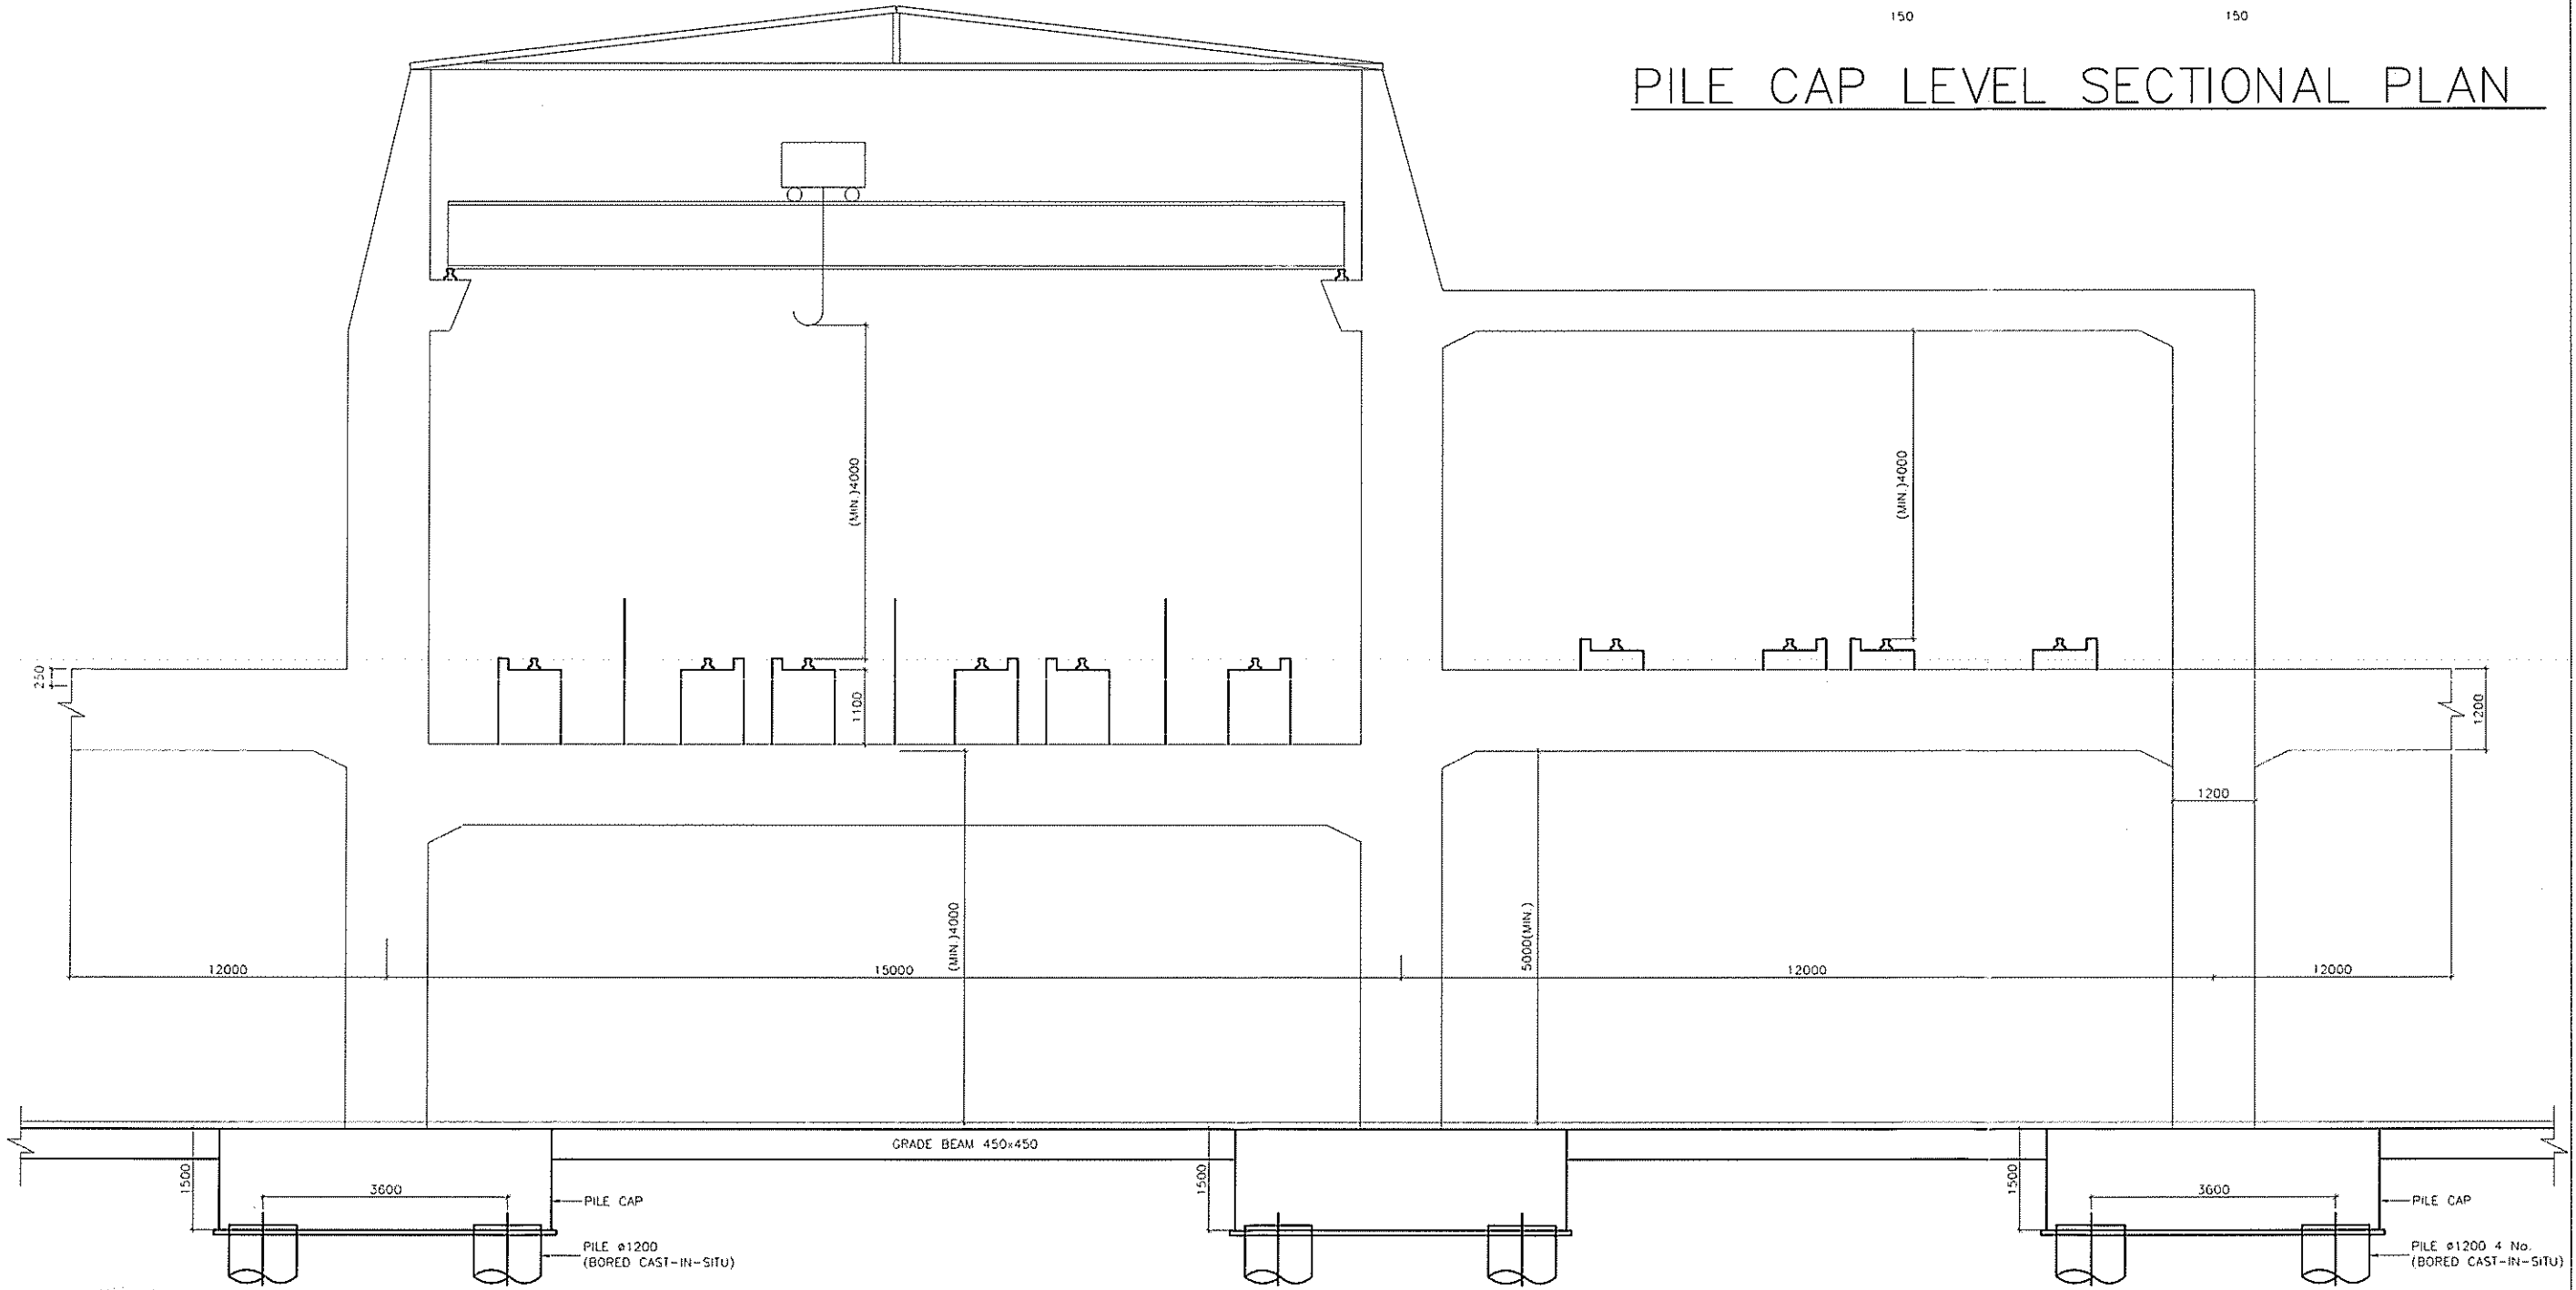 150 150
PILE CAP LEVEL SECTIONAL PLAN
(MIN.)4000
(MIN.)4000
250
1100
1200
1200
(MIN.)4000
5000(MIN.)
12000 15000 12000 12000
GRADE BEAM 450x450
1500
1500
1500
3600
3600
PILE CAP
PILE CAP
PILE ø1200
(BORED CAST-IN-SITU)
PILE ø1200 4 No.
(BORED CAST-IN-SITU)